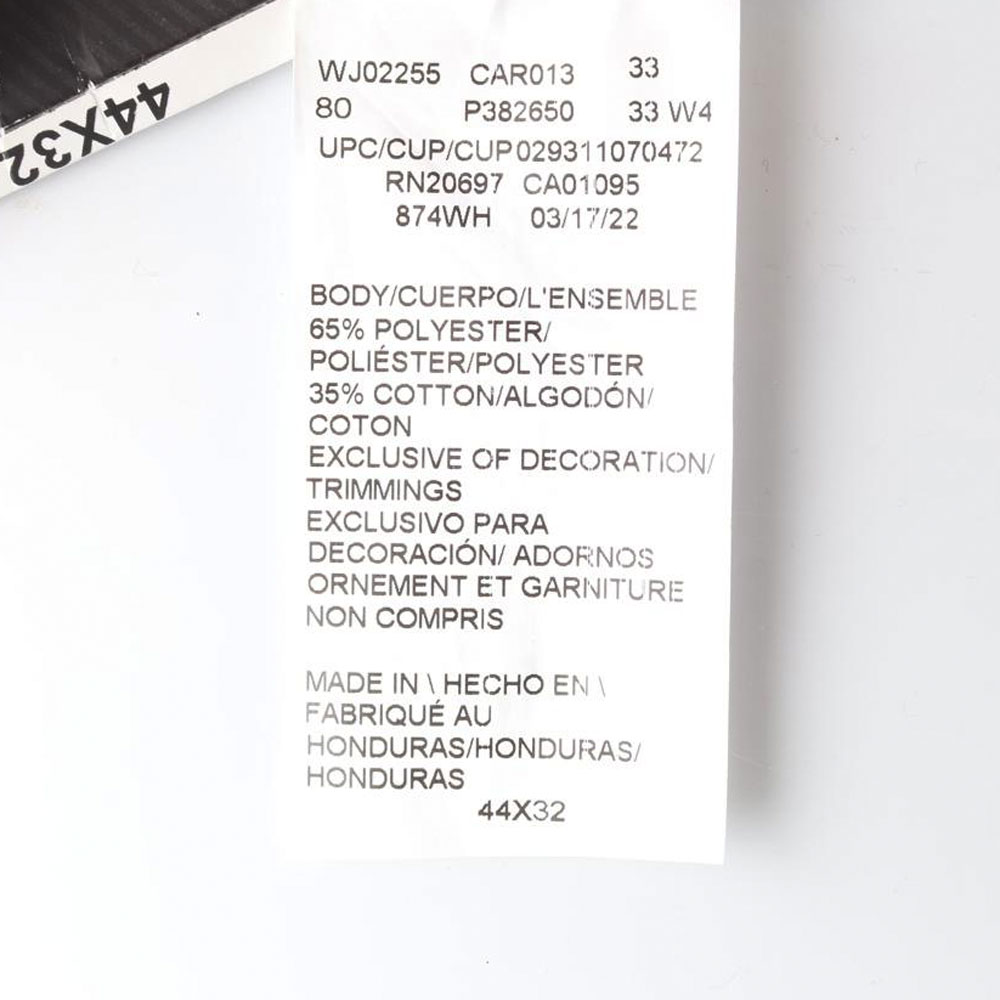 44X32
WJ02255 CAR013 33
80 P382650 33 W4
UPC/CUP/CUP029311070472
RN20697 CA01095
874WH 03/17/22
BODY/CUERPO/L'ENSEMBLE
65% POLYESTER/
POLIÉSTER/POLYESTER
35% COTTON/ALGODÓN/
COTON
EXCLUSIVE OF DECORATION/
TRIMMINGS
EXCLUSIVO PARA
DECORACIÓN/ ADORNOS
ORNEMENT ET GARNITURE
NON COMPRIS
MADE IN \ HECHO EN \
FABRIQUÉ AU
HONDURAS/HONDURAS/
HONDURAS
44X32